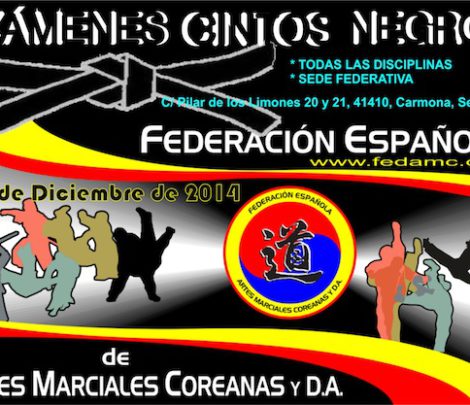 ÁMENES CINTOS NEGRO
* TODAS LAS DISCIPLINAS
* SEDE FEDERATIVA
C/ Pilar de los Limones 20 y 21, 41410, Carmona, Se
FEDERACIÓN ESPAÑO
www.fedamc.
de Diciembre de 2014
FEDERACIÓN ESPAÑOLA
道
ARTES MARCIALES COREANAS Y D.A.
de
ES MARCIALES COREANAS Y D.A.